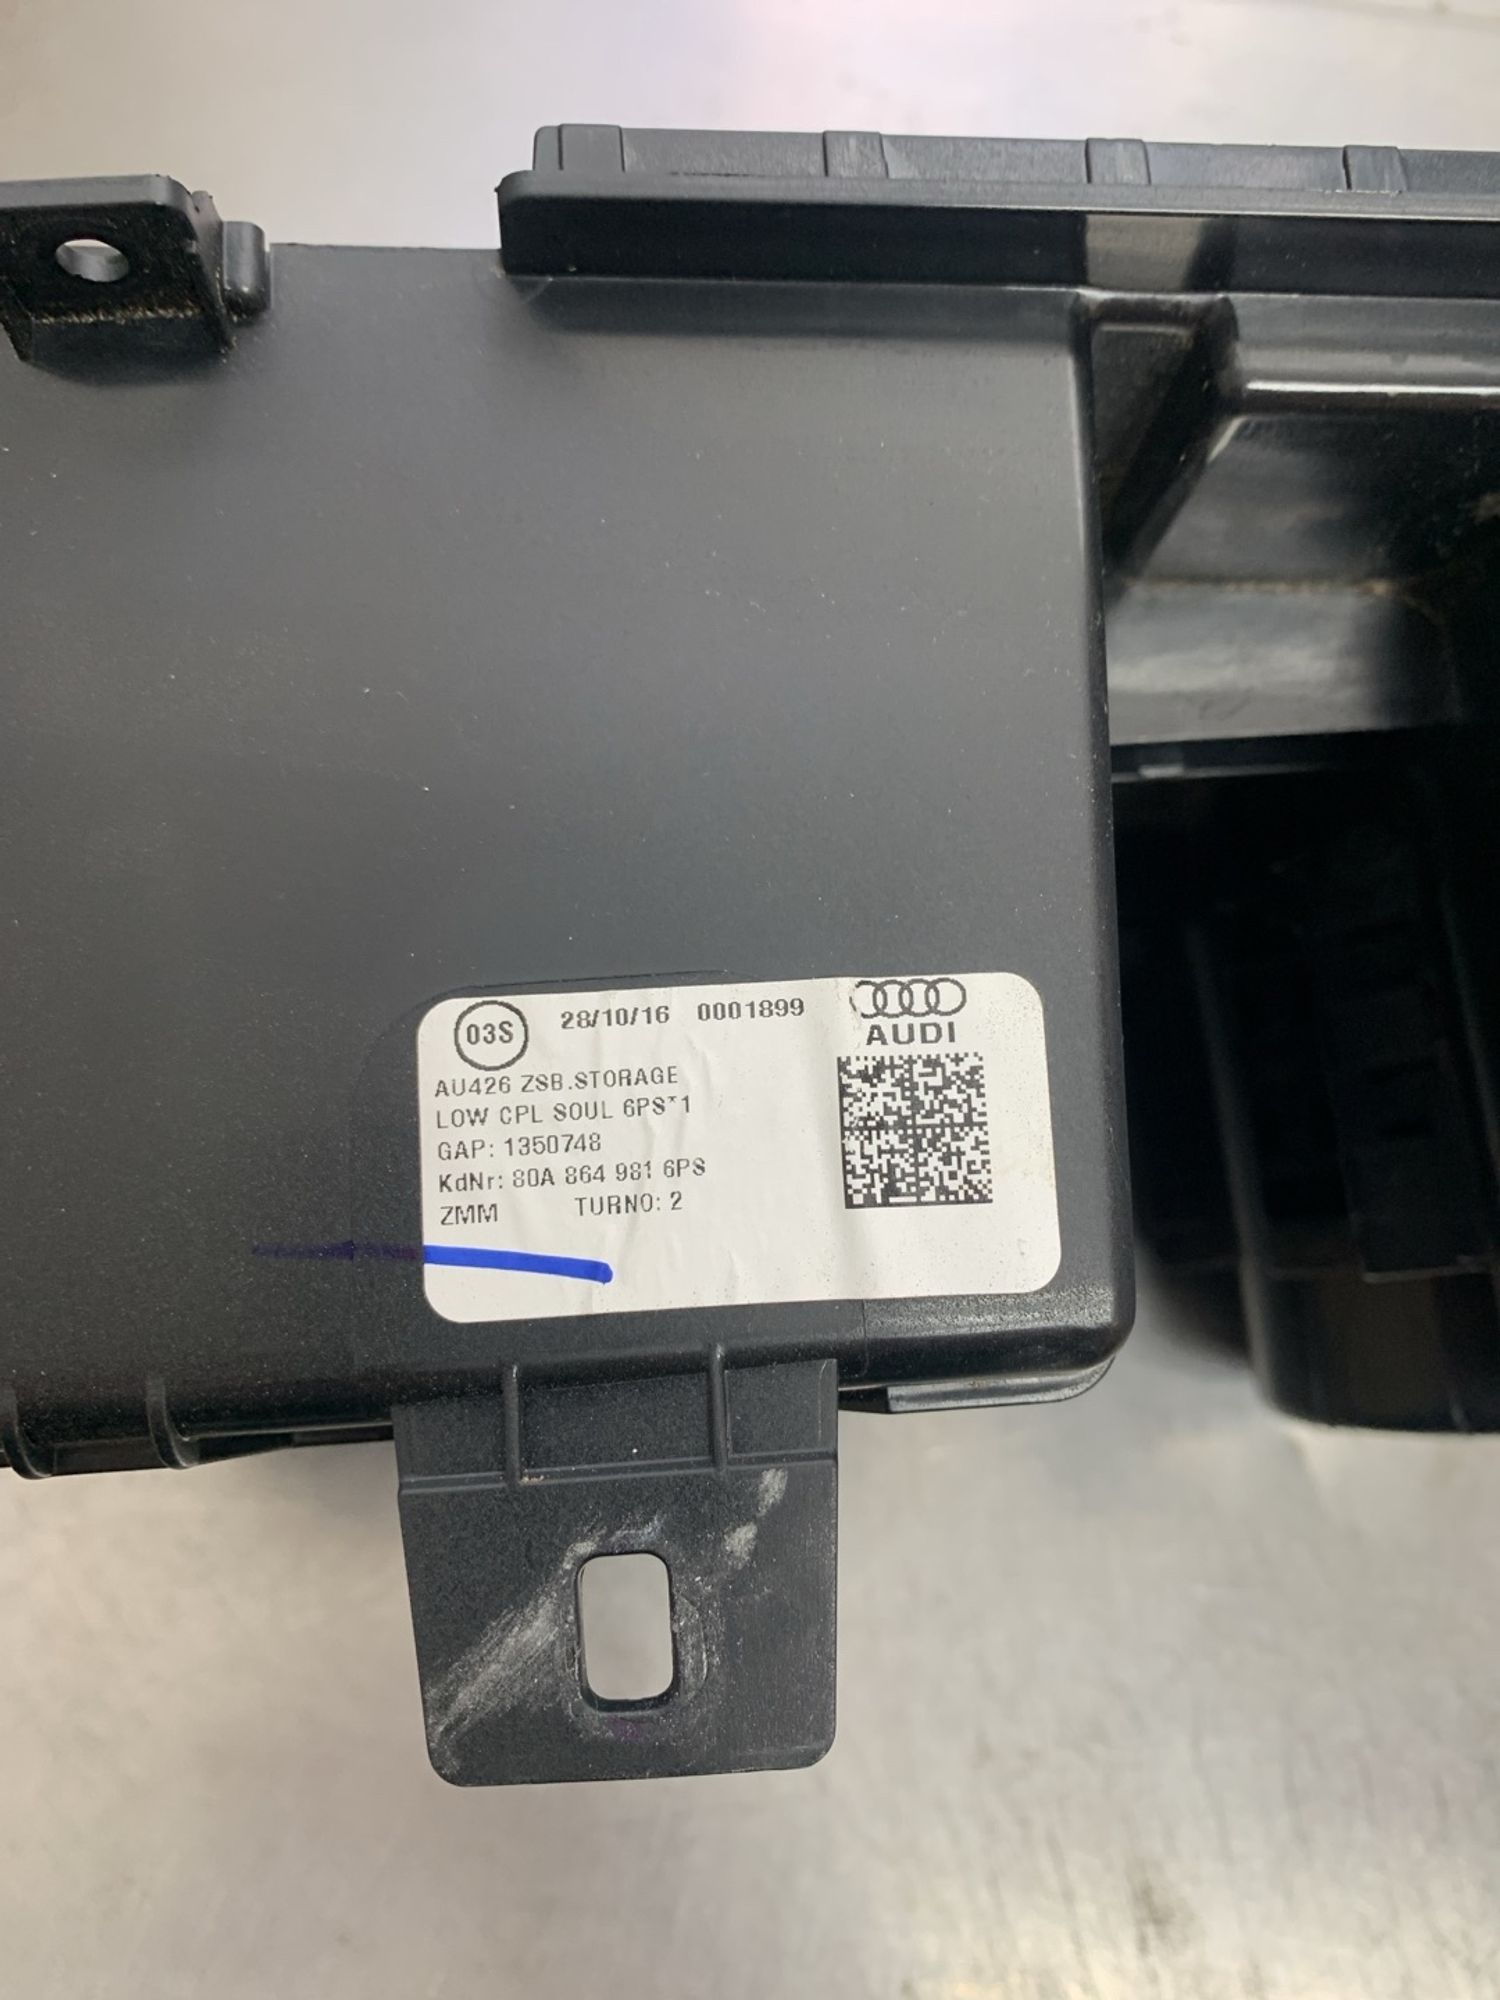 03S 28/10/16 0001899
AUDI
AU426 ZSB.STORAGE
LOW CPL SOUL 6PS*1
GAP: 1350748
KdNr: 80A 864 981 6PS
ZMM TURNO: 2